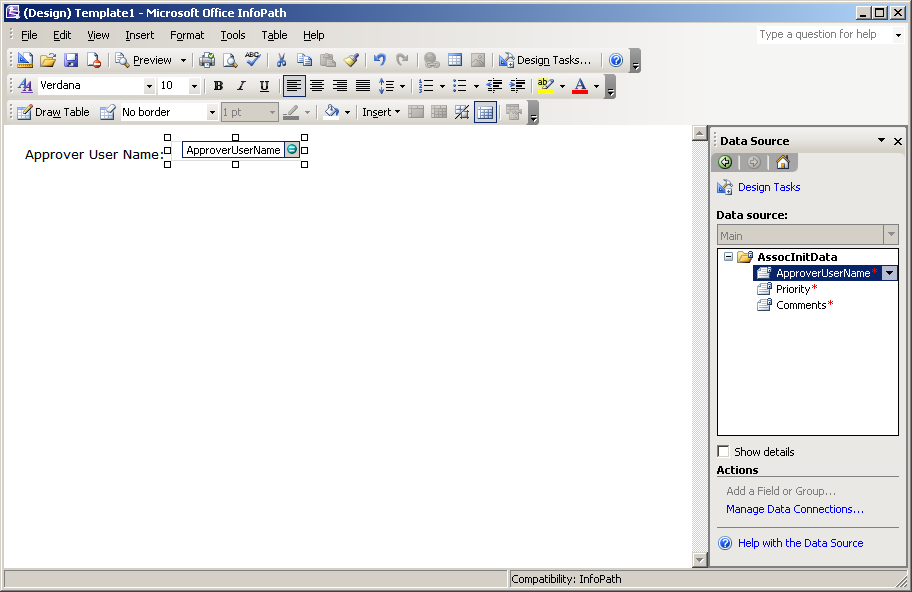 (Design) Template1 - Microsoft Office InfoPath
File Edit View Insert Format Tools Table Help
Type a question for help
Preview
Design Tasks...
Verdana 10 B I U
Draw Table No border 1 pt Insert
Approver User Name: ApproverUserName
Data Source
Design Tasks
Data source:
Main
AssocInitData
ApproverUserName*
Priority*
Comments*
Show details
Actions
Add a Field or Group...
Manage Data Connections...
Help with the Data Source
Compatibility: InfoPath